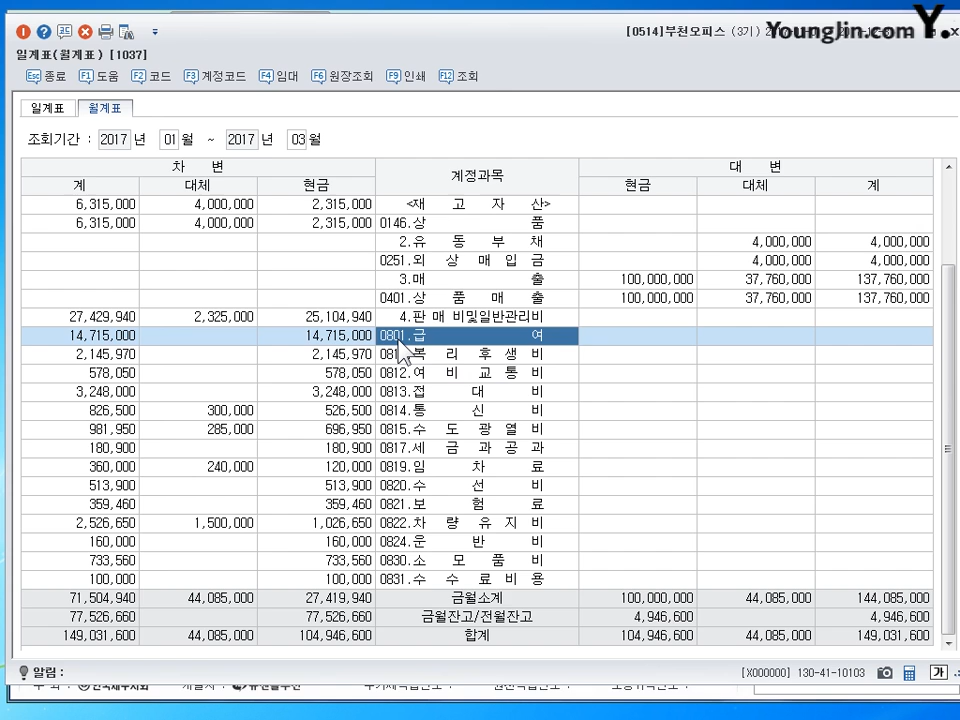 [0514]부천오피스 (3기)
Younglin.com Y.
일계표(월계표) [1037]
Esc 종료 F1 도움 F2 코드 F3 계정코드 F4 임대 F6 원장조회 F9 인쇄 F12 조회
일계표 월계표
조회기간 : 2017 년 01 월 ~ 2017 년 03 월
차 변 계정과목 대 변
계 대체 현금 현금 대체 계
6,315,000 4,000,000 2,315,000 <재 고 자 산>
6,315,000 4,000,000 2,315,000 0146.상 품
2.유 동 부 채 4,000,000 4,000,000
0251.외 상 매 입 금 4,000,000 4,000,000
3.매 출 100,000,000 37,760,000 137,760,000
0401.상 품 매 출 100,000,000 37,760,000 137,760,000
27,429,940 2,325,000 25,104,940 4.판 매 비및일반관리비
14,715,000 14,715,000 0801.급 여
2,145,970 2,145,970 복 리 후 생 비
578,050 578,050 0812.여 비 교 통 비
3,248,000 3,248,000 0813.접 대 비
826,500 300,000 526,500 0814.통 신 비
981,950 285,000 696,950 0815.수 도 광 열 비
180,900 180,900 0817.세 금 과 공 과
360,000 240,000 120,000 0819.임 차 료
513,900 513,900 0820.수 선 비
359,460 359,460 0821.보 험 료
2,526,650 1,500,000 1,026,650 0822.차 량 유 지 비
160,000 160,000 0824.운 반 비
733,560 733,560 0830.소 모 품 비
100,000 100,000 0831.수 수 료 비 용
71,504,940 44,085,000 27,419,940 금월소계 100,000,000 44,085,000 144,085,000
77,526,660 77,526,660 금월잔고/전월잔고 4,946,600 4,946,600
149,031,600 44,085,000 104,946,600 합계 104,946,600 44,085,000 149,031,600
알림 : [X000000] 130-41-10103 가